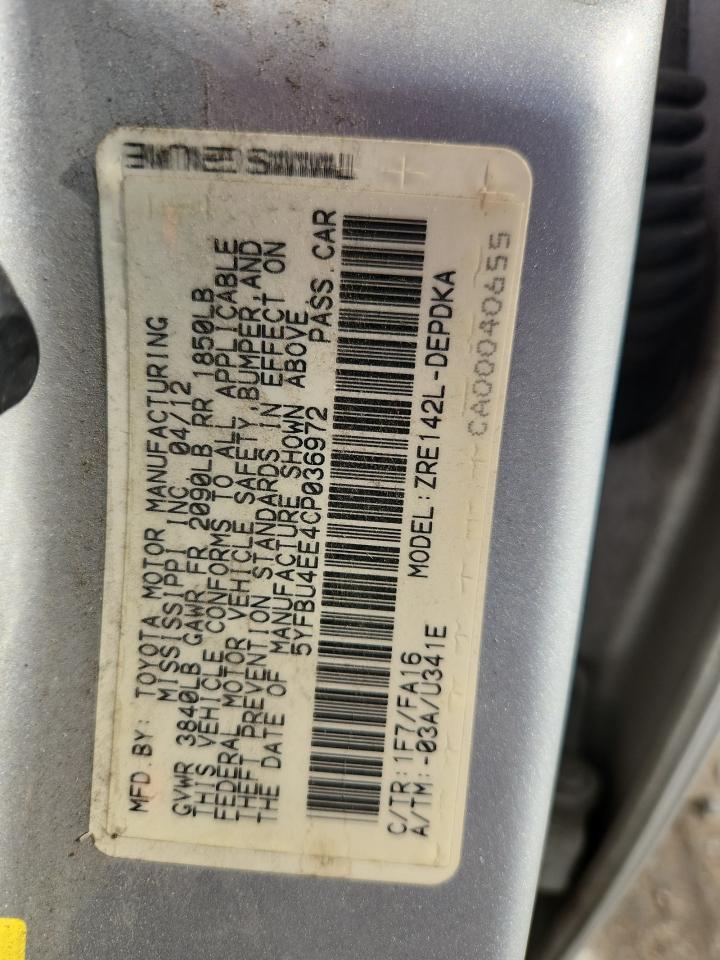 MFD.BY: TOYOTA MOTOR MANUFACTURING
MISSISSIPPI INC. 04/12
GVWR 3840LB GAWR FR 2090LB RR 1850LB
THIS VEHICLE CONFORMS TO ALL APPLICABLE
FEDERAL MOTOR VEHICLE SAFETY BUMPER, AND
THEFT PREVENTION STANDARDS IN EFFECT ON
THE DATE OF MANUFACTURE SHOWN ABOVE.
5YFBU4EE4CP036972 PASS.CAR
C/TR: 1F7/FA16 MODEL: ZRE142L-DEPDKA
A/TM: -03A/U341E
CA00040655